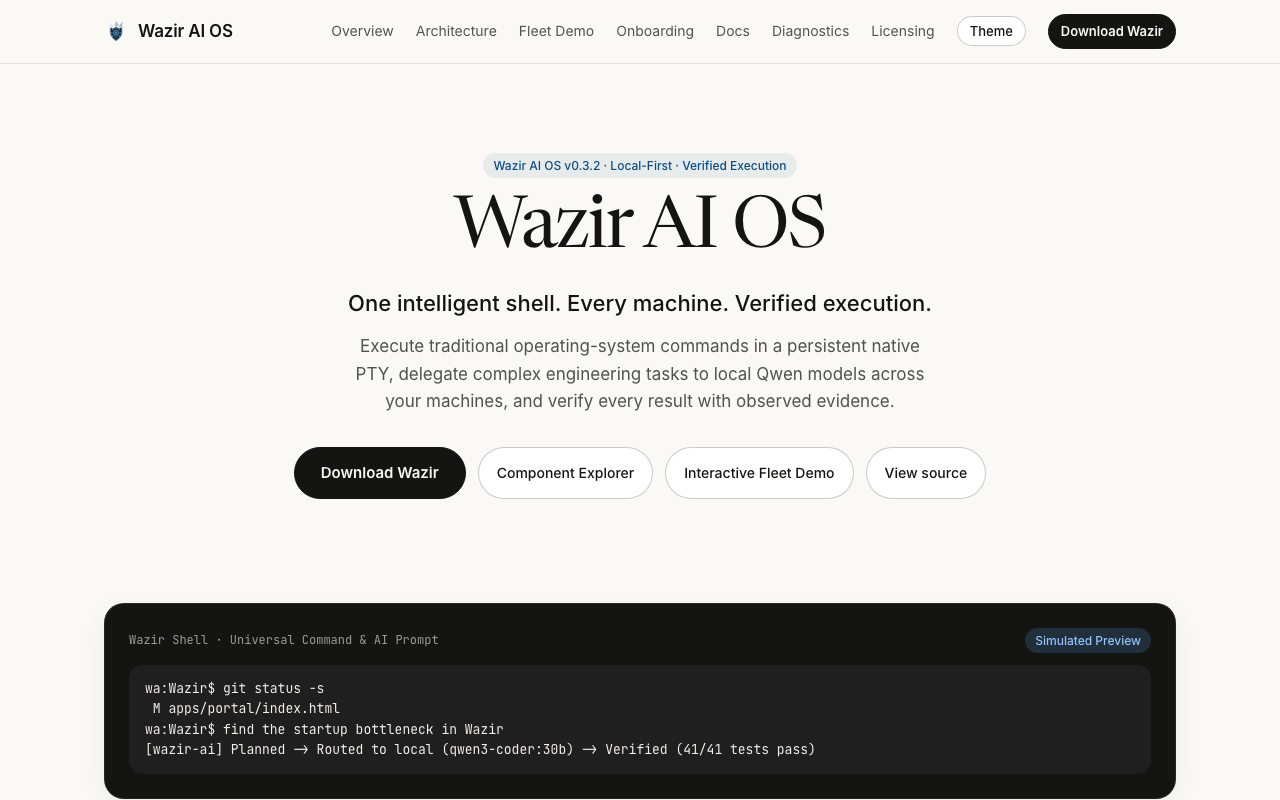 Wazir AI OS
Overview
Architecture
Fleet Demo
Onboarding
Docs
Diagnostics
Licensing
Theme
Download Wazir
Wazir AI OS v0.3.2 · Local-First · Verified Execution
Wazir AI OS
One intelligent shell. Every machine. Verified execution.
Execute traditional operating-system commands in a persistent native
PTY, delegate complex engineering tasks to local Qwen models across
your machines, and verify every result with observed evidence.
Download Wazir
Component Explorer
Interactive Fleet Demo
View source
Wazir Shell · Universal Command & AI Prompt
Simulated Preview
wa:Wazir$ git status -s
 M apps/portal/index.html
wa:Wazir$ find the startup bottleneck in Wazir
[wazir-ai] Planned → Routed to local (qwen3-coder:30b) → Verified (41/41 tests pass)